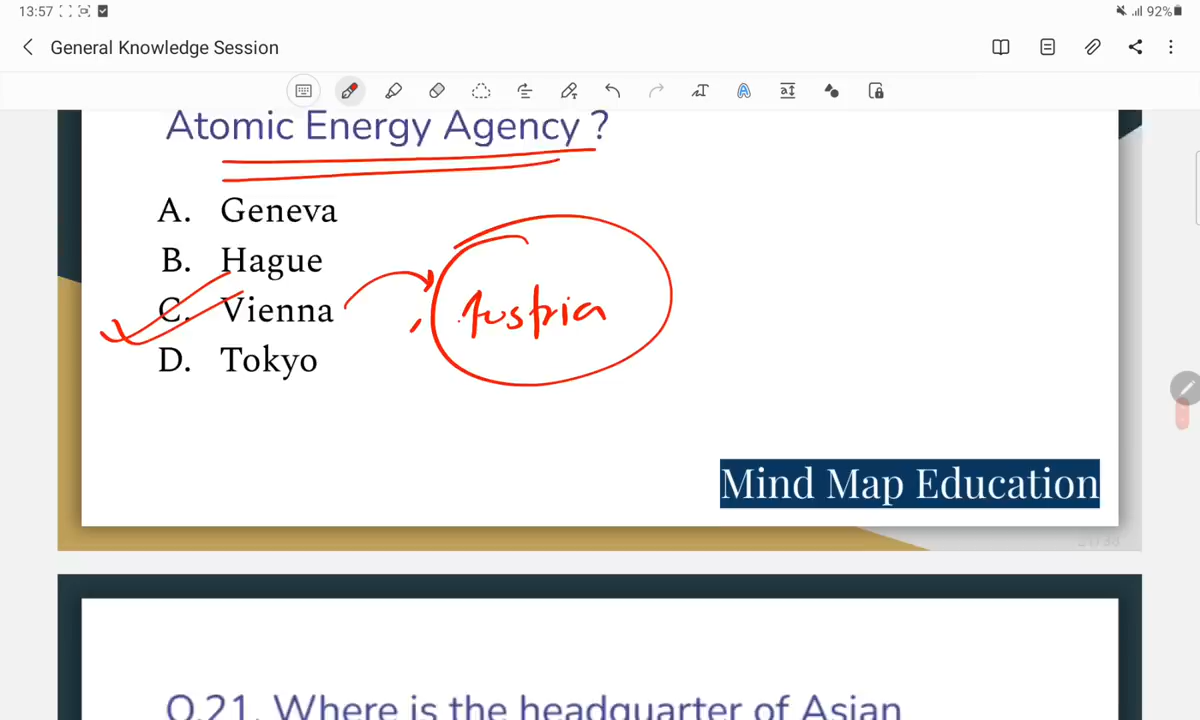 13:57 92%
General Knowledge Session
Atomic Energy Agency ?
A. Geneva
B. Hague
C. Vienna
Austria
D. Tokyo
Mind Map Education
Q.21. Where is the headquarter of Asian